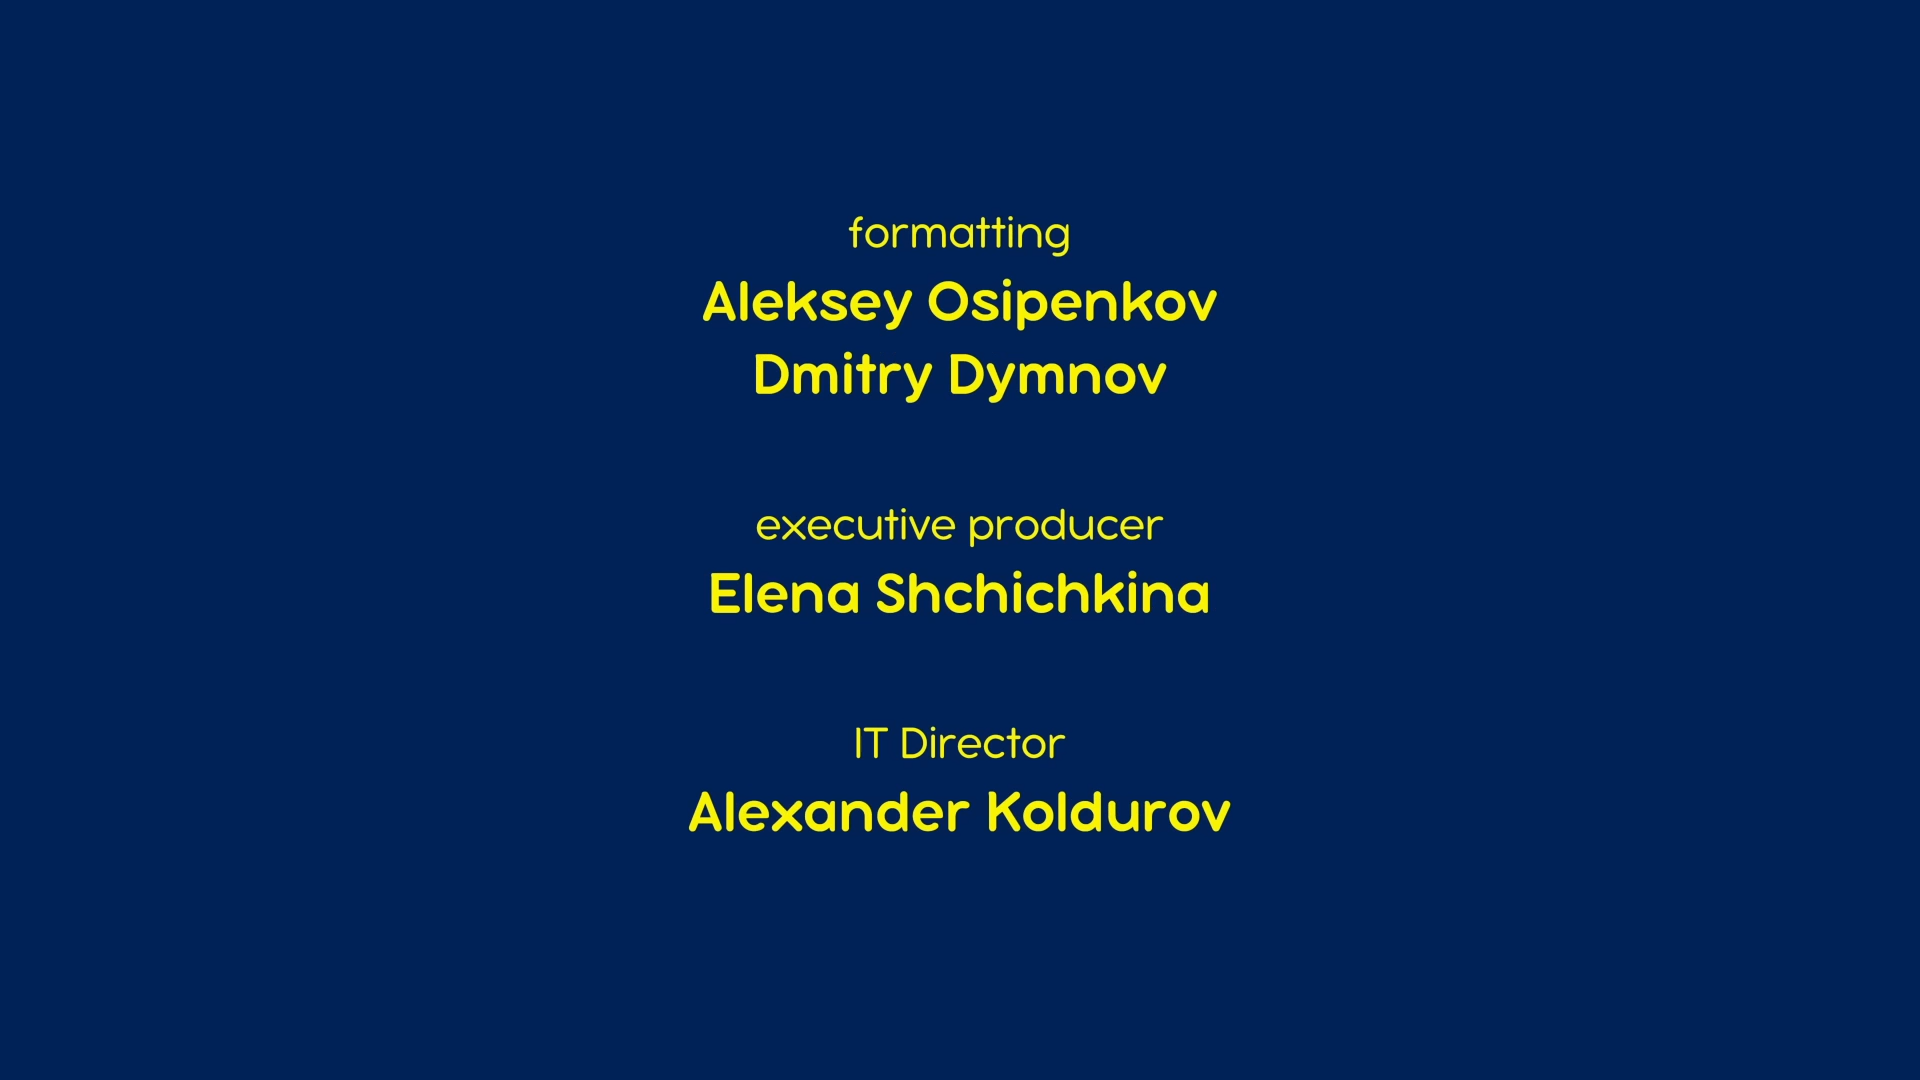 formatting
Aleksey Osipenkov
Dmitry Dymnov
executive producer
Elena Shchichkina
IT Director
Alexander Koldurov